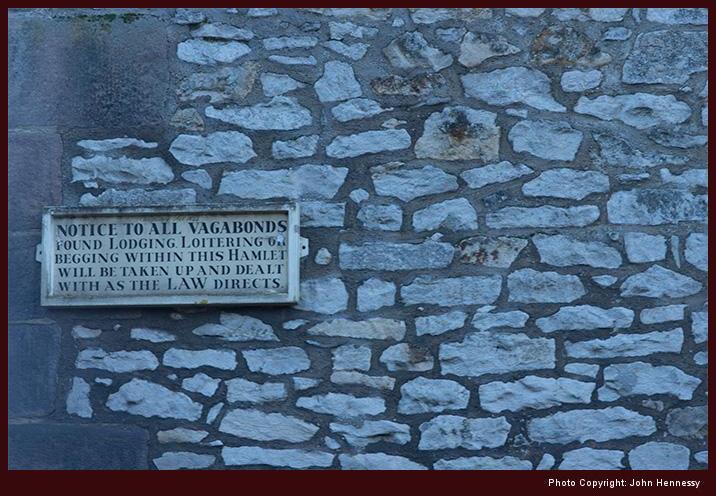 NOTICE TO ALL VAGABONDS
FOUND LODGING LOITERING OR
BEGGING WITHIN THIS HAMLET
WILL BE TAKEN UP AND DEALT
WITH AS THE LAW DIRECTS
Photo Copyright: John Hennessy